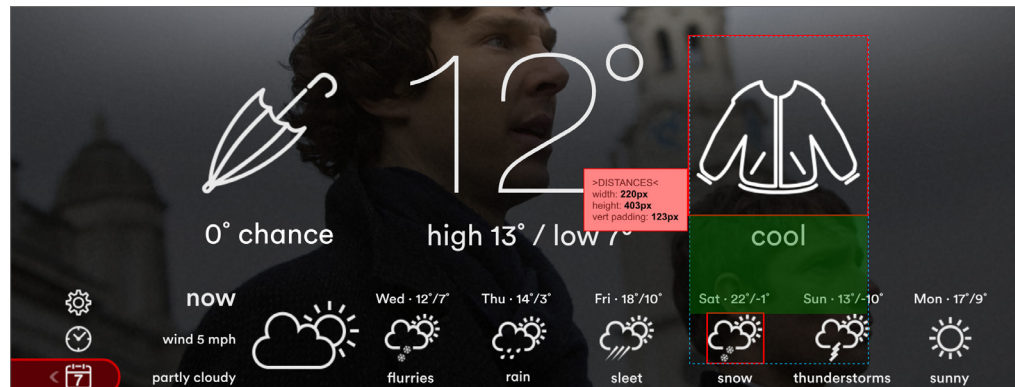 12°
>DISTANCES<
width: 220px
height: 403px
vert padding: 123px
0° chance
high 13° / low 7°
cool
now
wind 5 mph
partly cloudy
Wed · 12°/7°
flurries
Thu · 14°/3°
rain
Fri · 18°/10°
sleet
Sat · 22°/-1°
snow
Sun · 13°/-10°
thunderstorms
Mon · 17°/9°
sunny
< 7